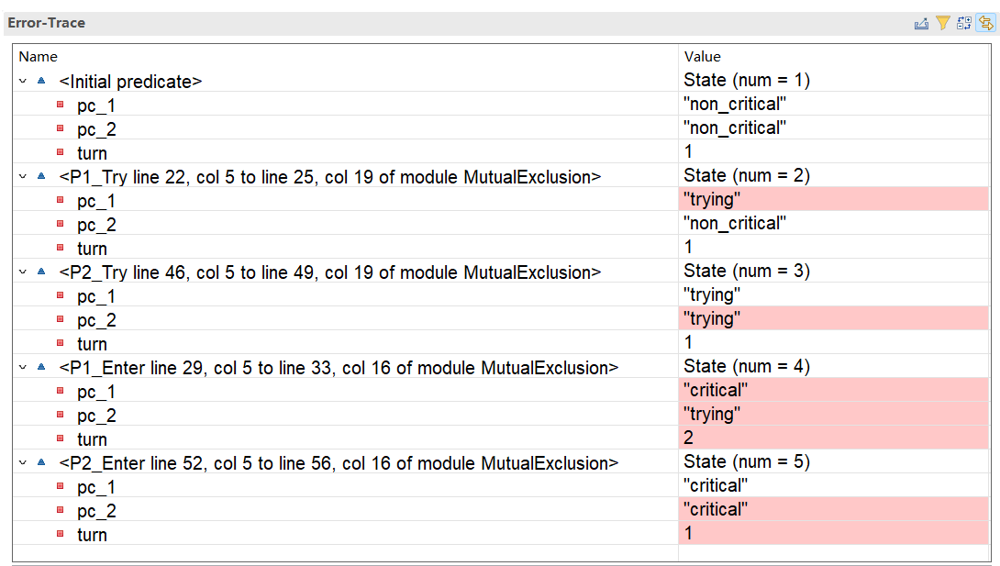 Error-Trace
Name Value
<Initial predicate> State (num = 1)
pc_1 "non_critical"
pc_2 "non_critical"
turn 1
<P1_Try line 22, col 5 to line 25, col 19 of module MutualExclusion> State (num = 2)
pc_1 "trying"
pc_2 "non_critical"
turn 1
<P2_Try line 46, col 5 to line 49, col 19 of module MutualExclusion> State (num = 3)
pc_1 "trying"
pc_2 "trying"
turn 1
<P1_Enter line 29, col 5 to line 33, col 16 of module MutualExclusion> State (num = 4)
pc_1 "critical"
pc_2 "trying"
turn 2
<P2_Enter line 52, col 5 to line 56, col 16 of module MutualExclusion> State (num = 5)
pc_1 "critical"
pc_2 "critical"
turn 1